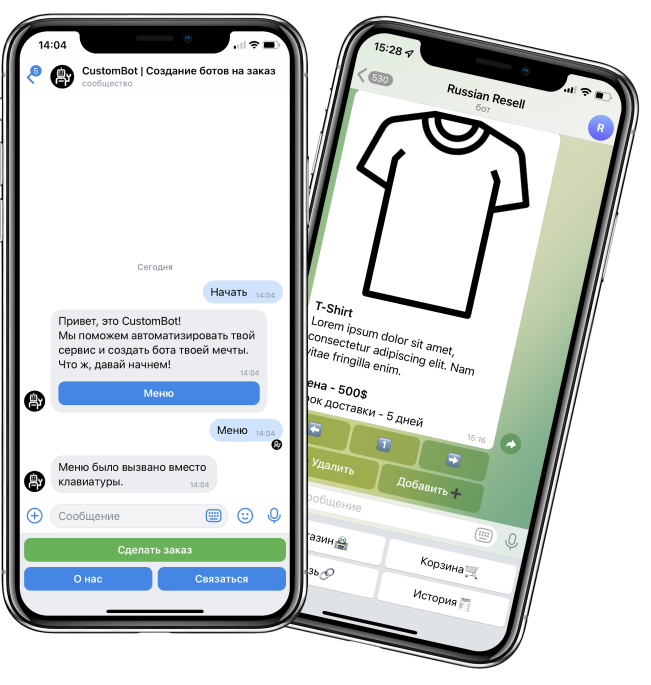 14:04
5
CustomBot | Создание ботов на заказ
сообщество
Сегодня
Начать 14:04
Привет, это CustomBot!
Мы поможем автоматизировать твой
сервис и создать бота твоей мечты.
Что ж, давай начнем!
14:04
Меню
Меню 14:04
Меню было вызвано вместо
клавиатуры. 14:04
Сообщение
Сделать заказ
О нас Связаться
15:28
530
Russian Resell
бот
R
T-Shirt
Lorem ipsum dolor sit amet,
consectetur adipiscing elit. Nam
vitae fringilla enim.
ена - 500$
рок доставки - 5 дней
15:16
1
Удалить Добавить
ообщение
газин Корзина
зь История